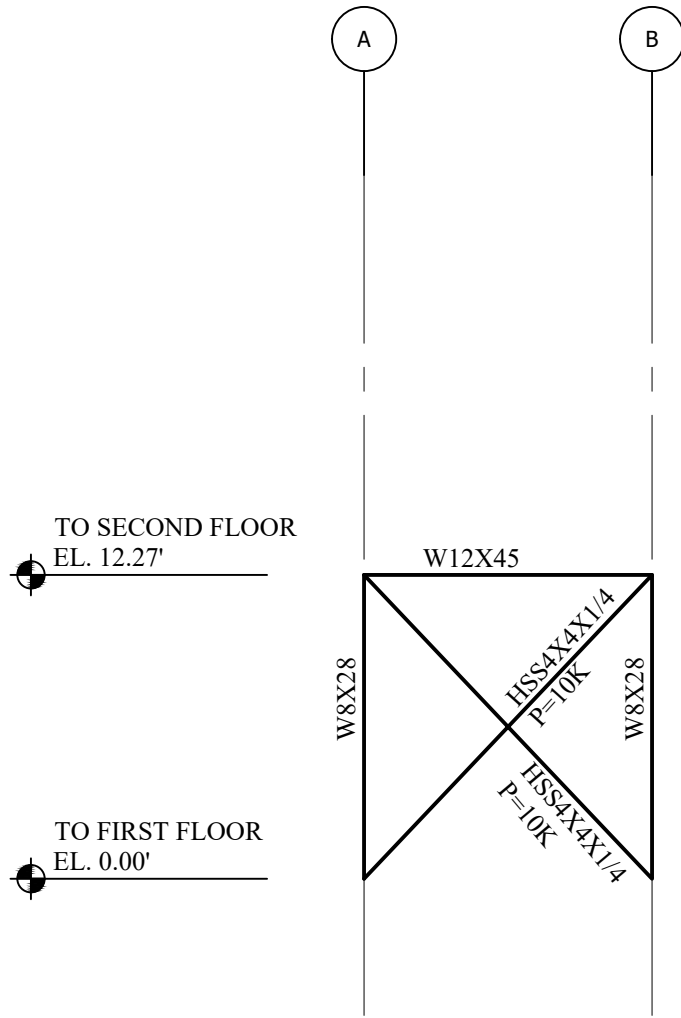 A
B
TO SECOND FLOOR
EL. 12.27'
W12X45
HSS4X4X1/4
P=10K
W8X28
W8X28
HSS4X4X1/4
P=10K
TO FIRST FLOOR
EL. 0.00'